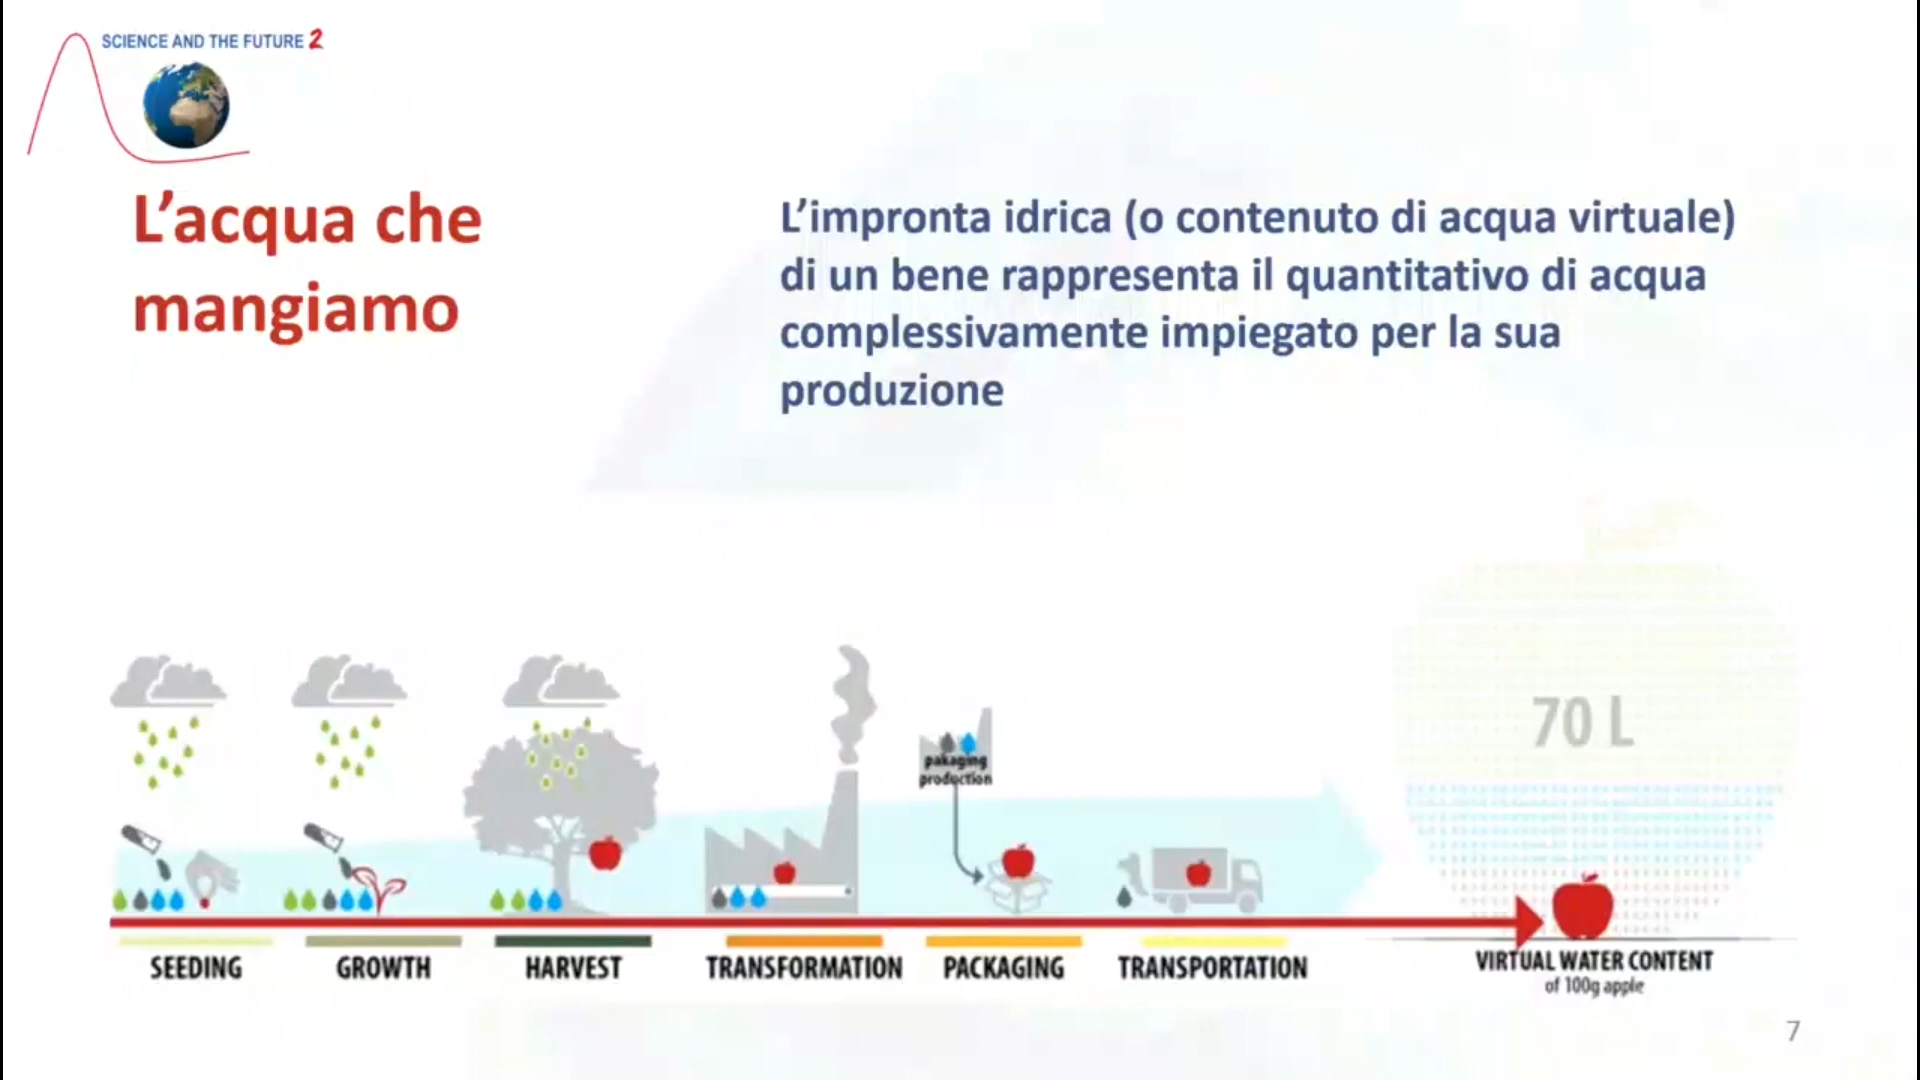 SCIENCE AND THE FUTURE 2
L’acqua che
mangiamo
L’impronta idrica (o contenuto di acqua virtuale)
di un bene rappresenta il quantitativo di acqua
complessivamente impiegato per la sua
produzione
70 L
pakaging
production
SEEDING
GROWTH
HARVEST
TRANSFORMATION
PACKAGING
TRANSPORTATION
VIRTUAL WATER CONTENT
of 100g apple
7